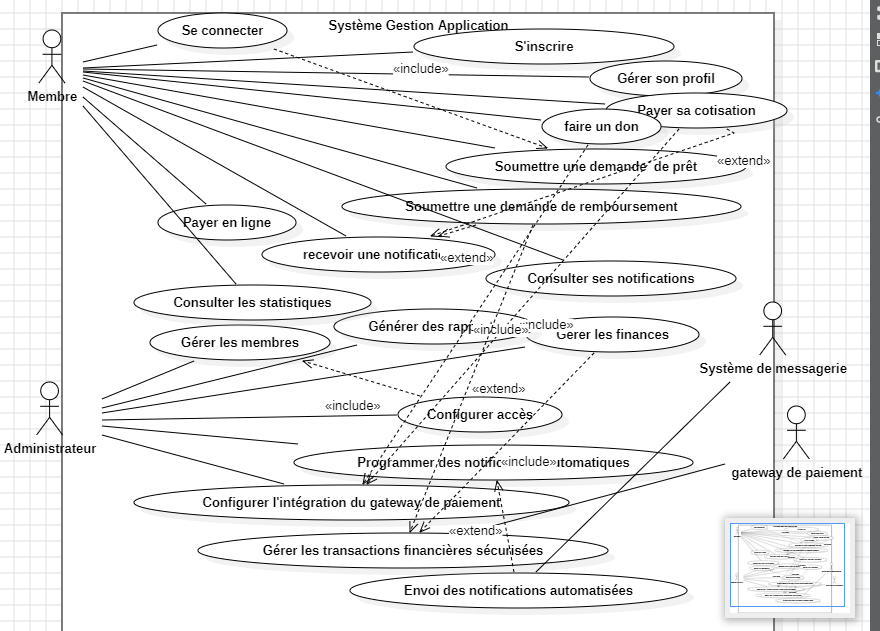 Système Gestion Application
Se connecter
S'inscrire
«include»
Gérer son profil
Membre
Payer sa cotisation
faire un don
Soumettre une demande de prêt
«extend»
Soumettre une demande de remboursement
Payer en ligne
recevoir une notificati
«extend»
Consulter ses notifications
Consulter les statistiques
Générer des rap
«include»
include»
Gérer les finances
Gérer les membres
Système de messagerie
«extend»
«include»
Configurer accès
Administrateur
Programmer des notific
«include»
tomatiques
gateway de paiement
Configurer l'intégration du gateway de paiement
«extend»
Gérer les transactions financières sécurisées
Envoi des notifications automatisées